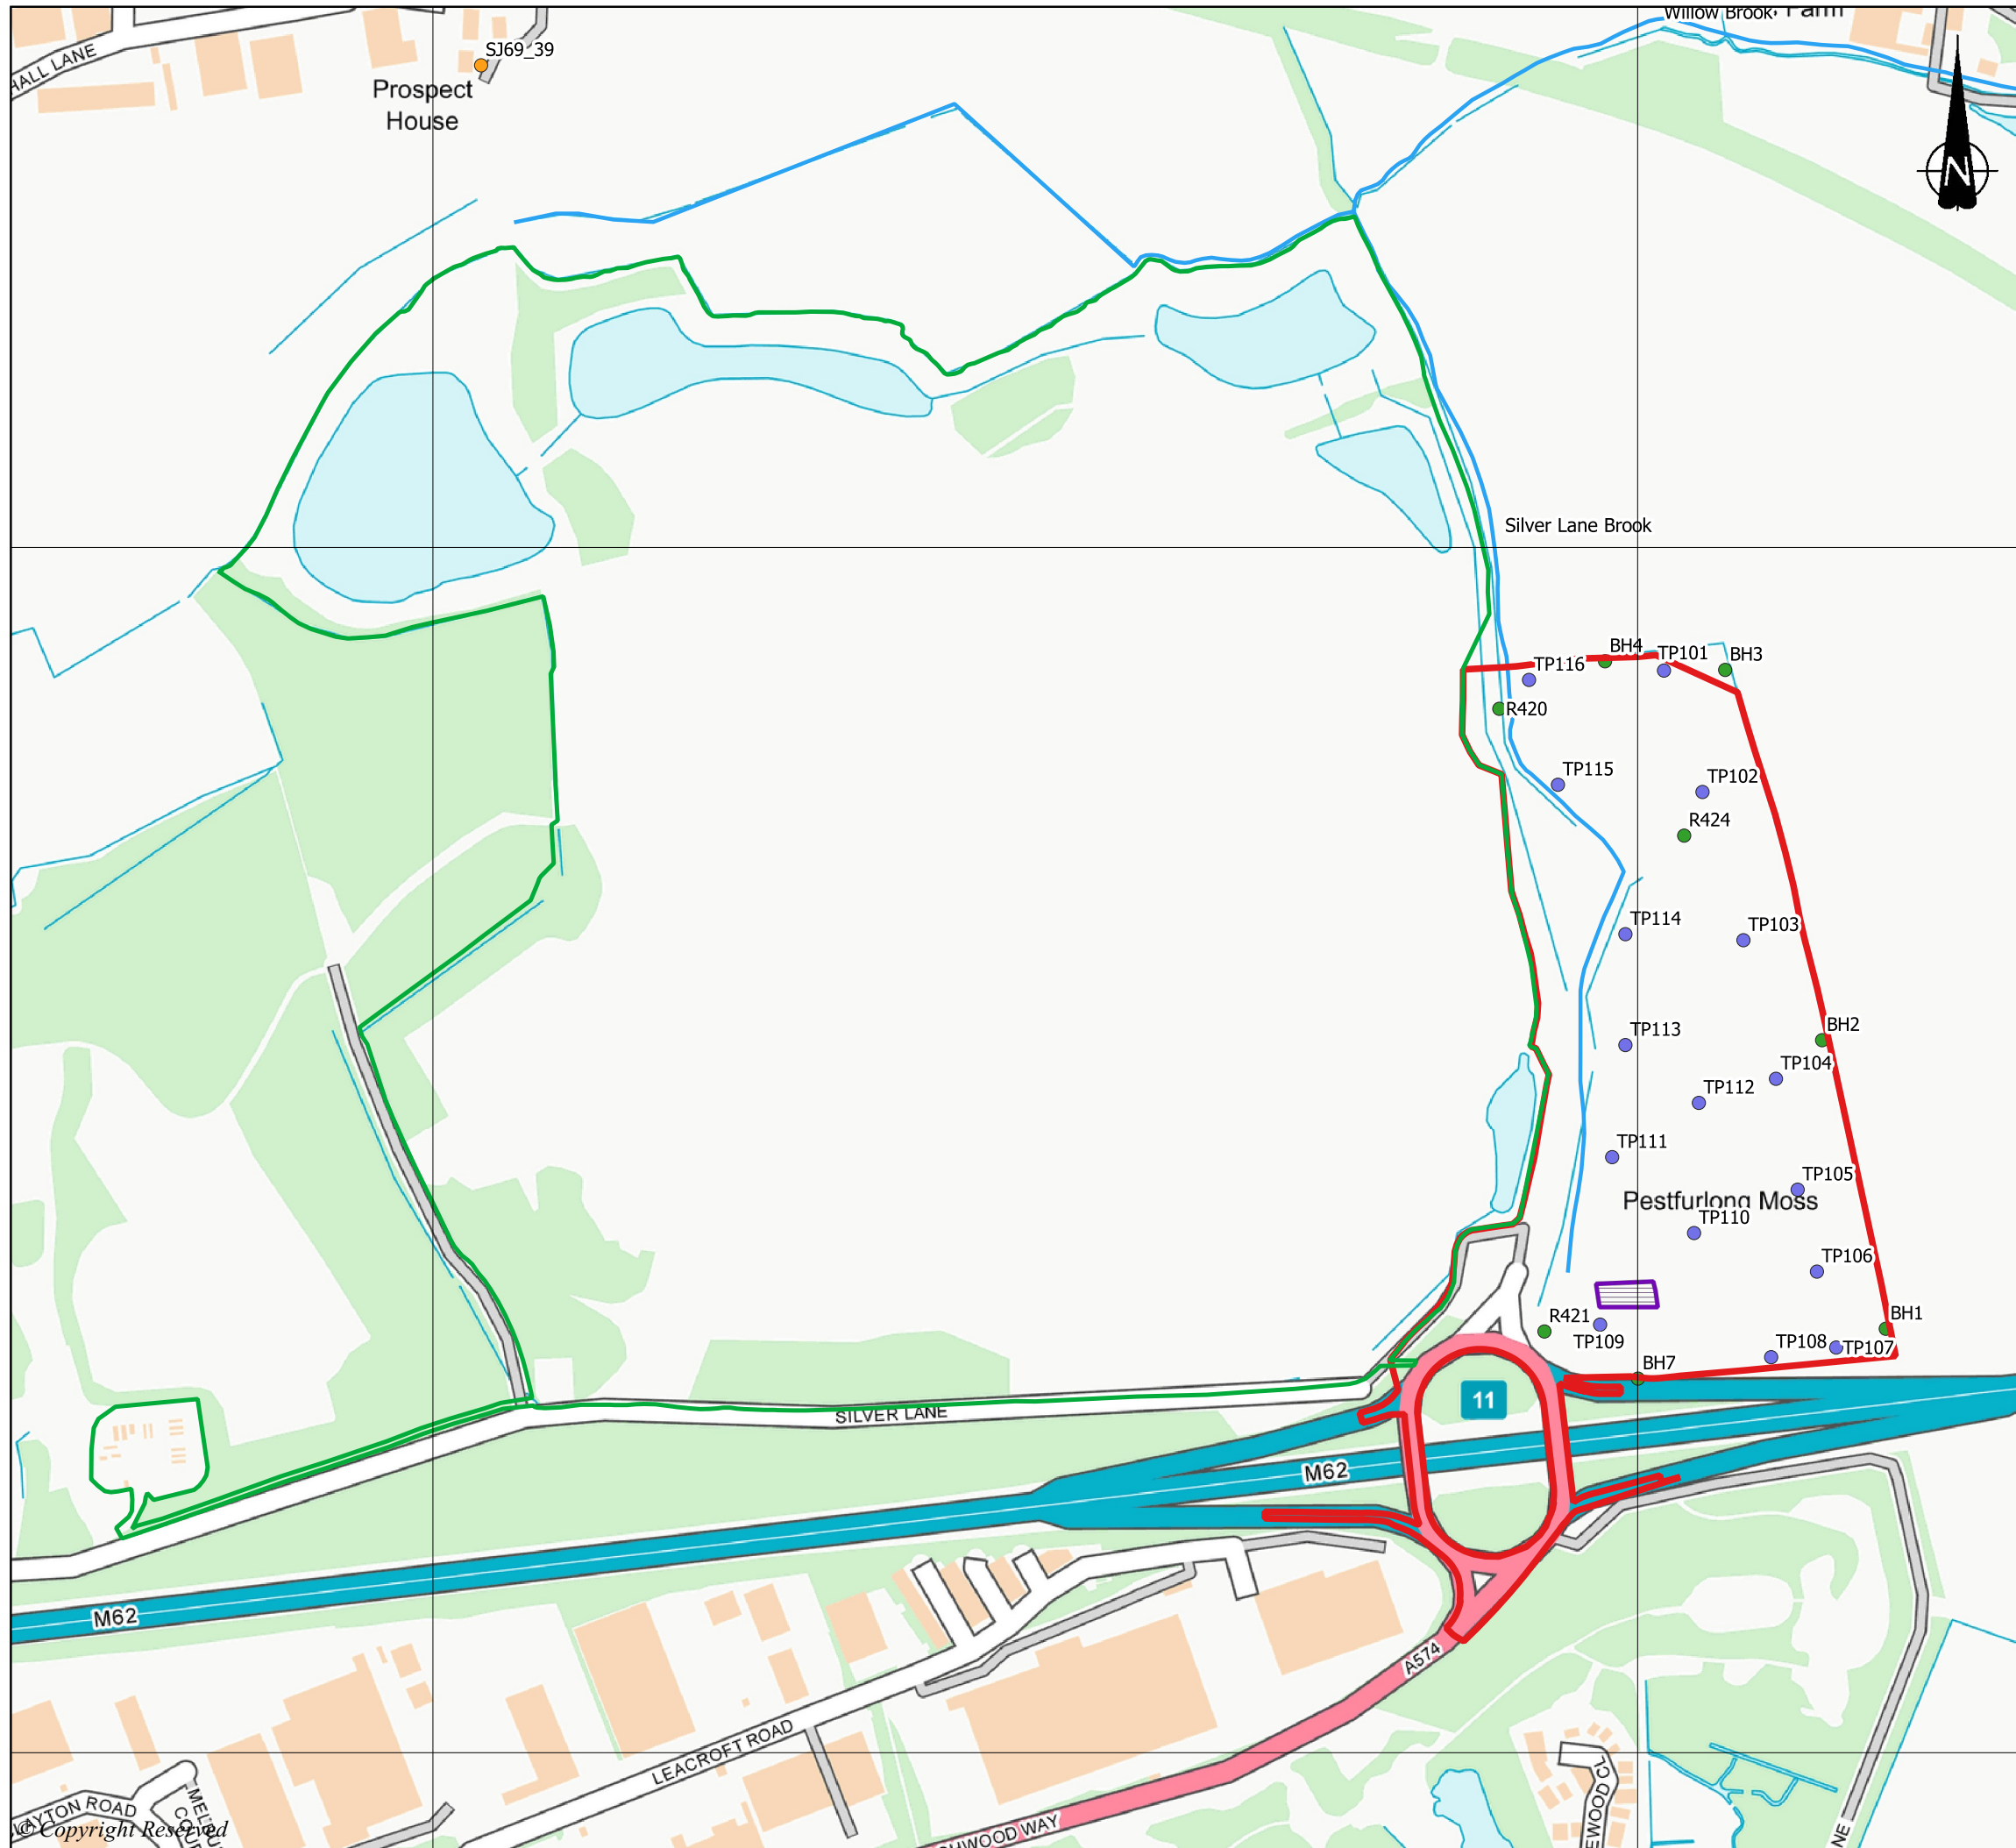 Willow Brook
Farm
HALL LANE
SJ69_39
Prospect
House
N
Silver Lane Brook
BH4
TP101
BH3
TP116
R420
TP115
TP102
R424
TP114
TP103
BH2
TP113
TP104
TP112
TP111
TP105
Pestfurlong Moss
TP110
TP106
R421
TP109
BH1
TP108
TP107
BH7
11
SILVER LANE
M62
M62
A574
LEACROFT ROAD
© Copyright Reserved